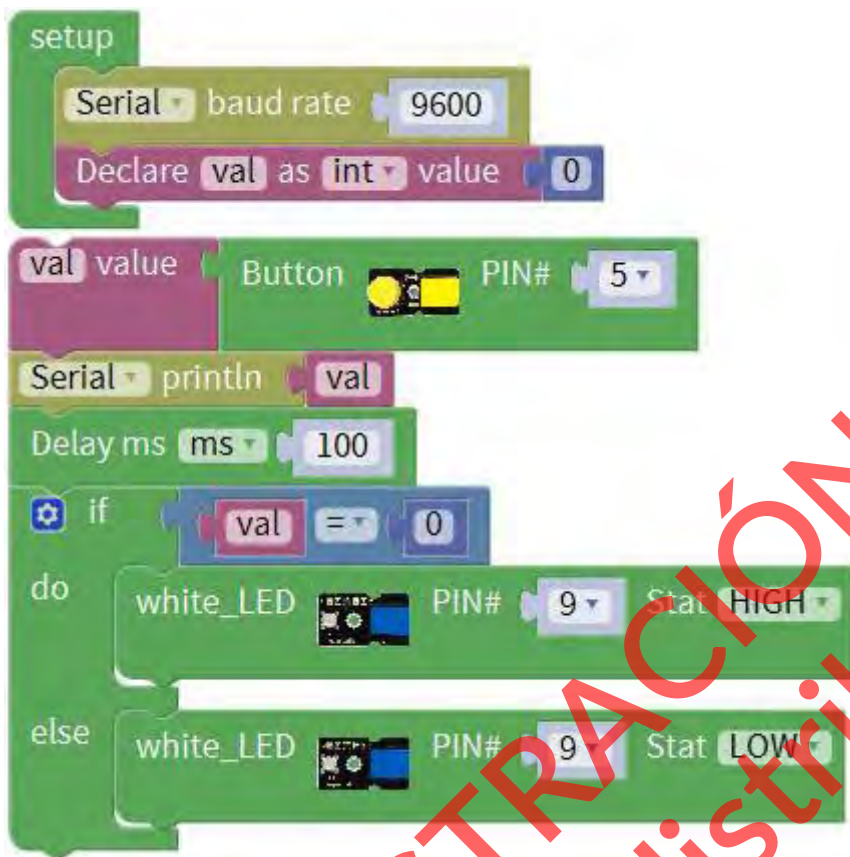 setup
Serial baud rate 9600
Declare val as int value 0
val value Button PIN# 5
Serial println val
Delay ms ms 100
if val = 0
do white_LED PIN# 9 Stat HIGH
else white_LED PIN# 9 Stat LOW